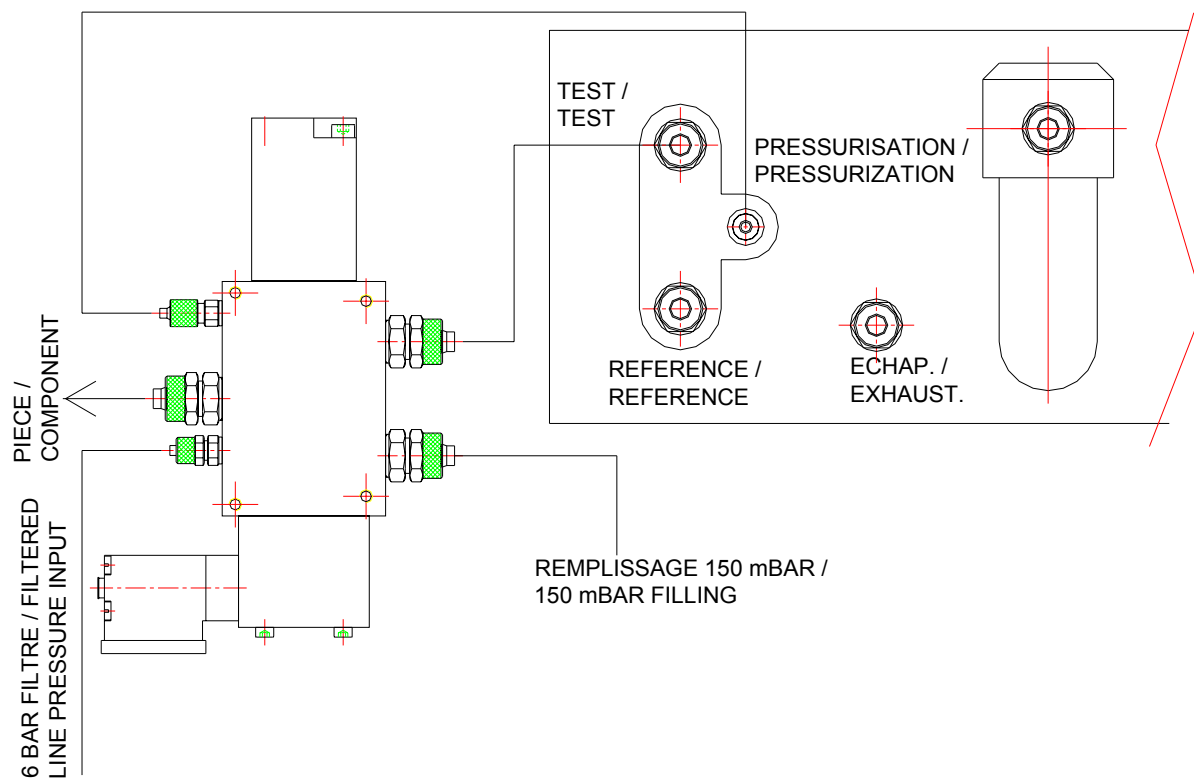 TEST /
TEST
PRESSURISATION /
PRESSURIZATION
REFERENCE /
REFERENCE
ECHAP. /
EXHAUST.
PIECE /
COMPONENT
6 BAR FILTRE / FILTERED
LINE PRESSURE INPUT
REMPLISSAGE 150 mBAR /
150 mBAR FILLING